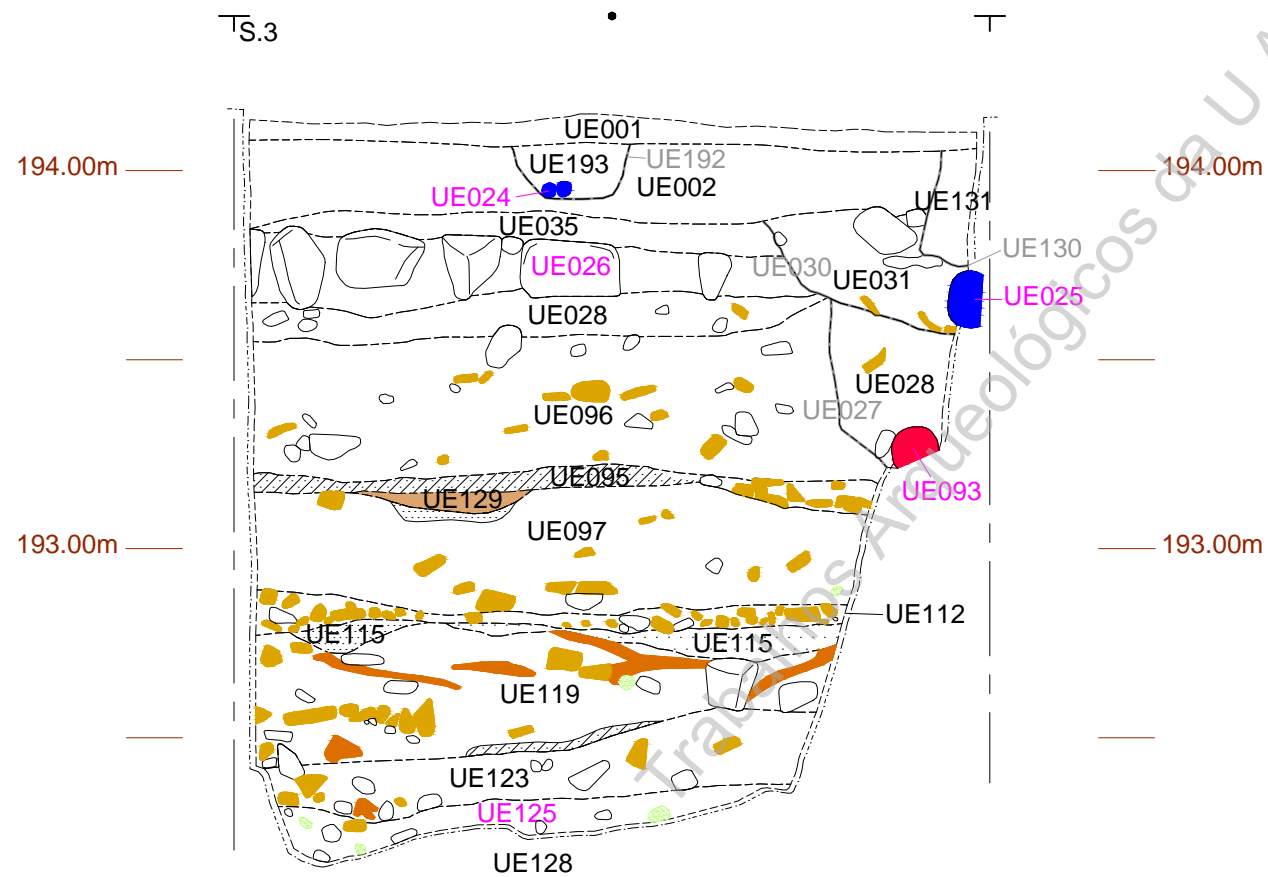 S.3
UE001
194.00m
UE193
UE192
194.00m
UE024
UE002
UE131
UE035
UE130
UE026
UE030
UE031
UE025
UE028
UE028
UE096
UE027
UE095
UE093
UE129
UE097
193.00m
193.00m
UE112
UE115
UE115
UE119
UE123
UE125
UE128
Trabalhos Arqueológicos da U A